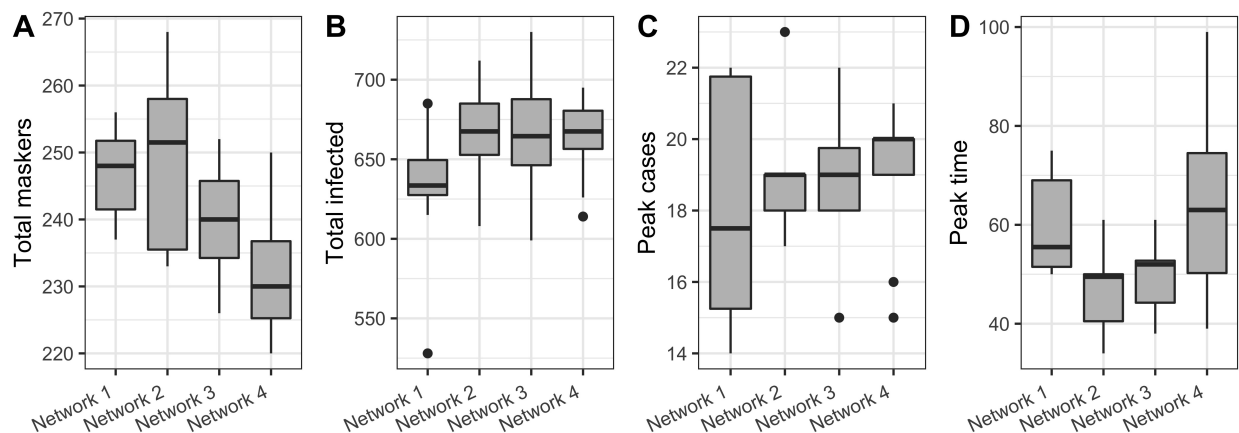 A
Total maskers
270
260
250
240
230
220
Network 1
Network 2
Network 3
Network 4
B
Total infected
700
650
600
550
Network 1
Network 2
Network 3
Network 4
C
Peak cases
22
20
18
16
14
Network 1
Network 2
Network 3
Network 4
D
Peak time
100
80
60
40
Network 1
Network 2
Network 3
Network 4